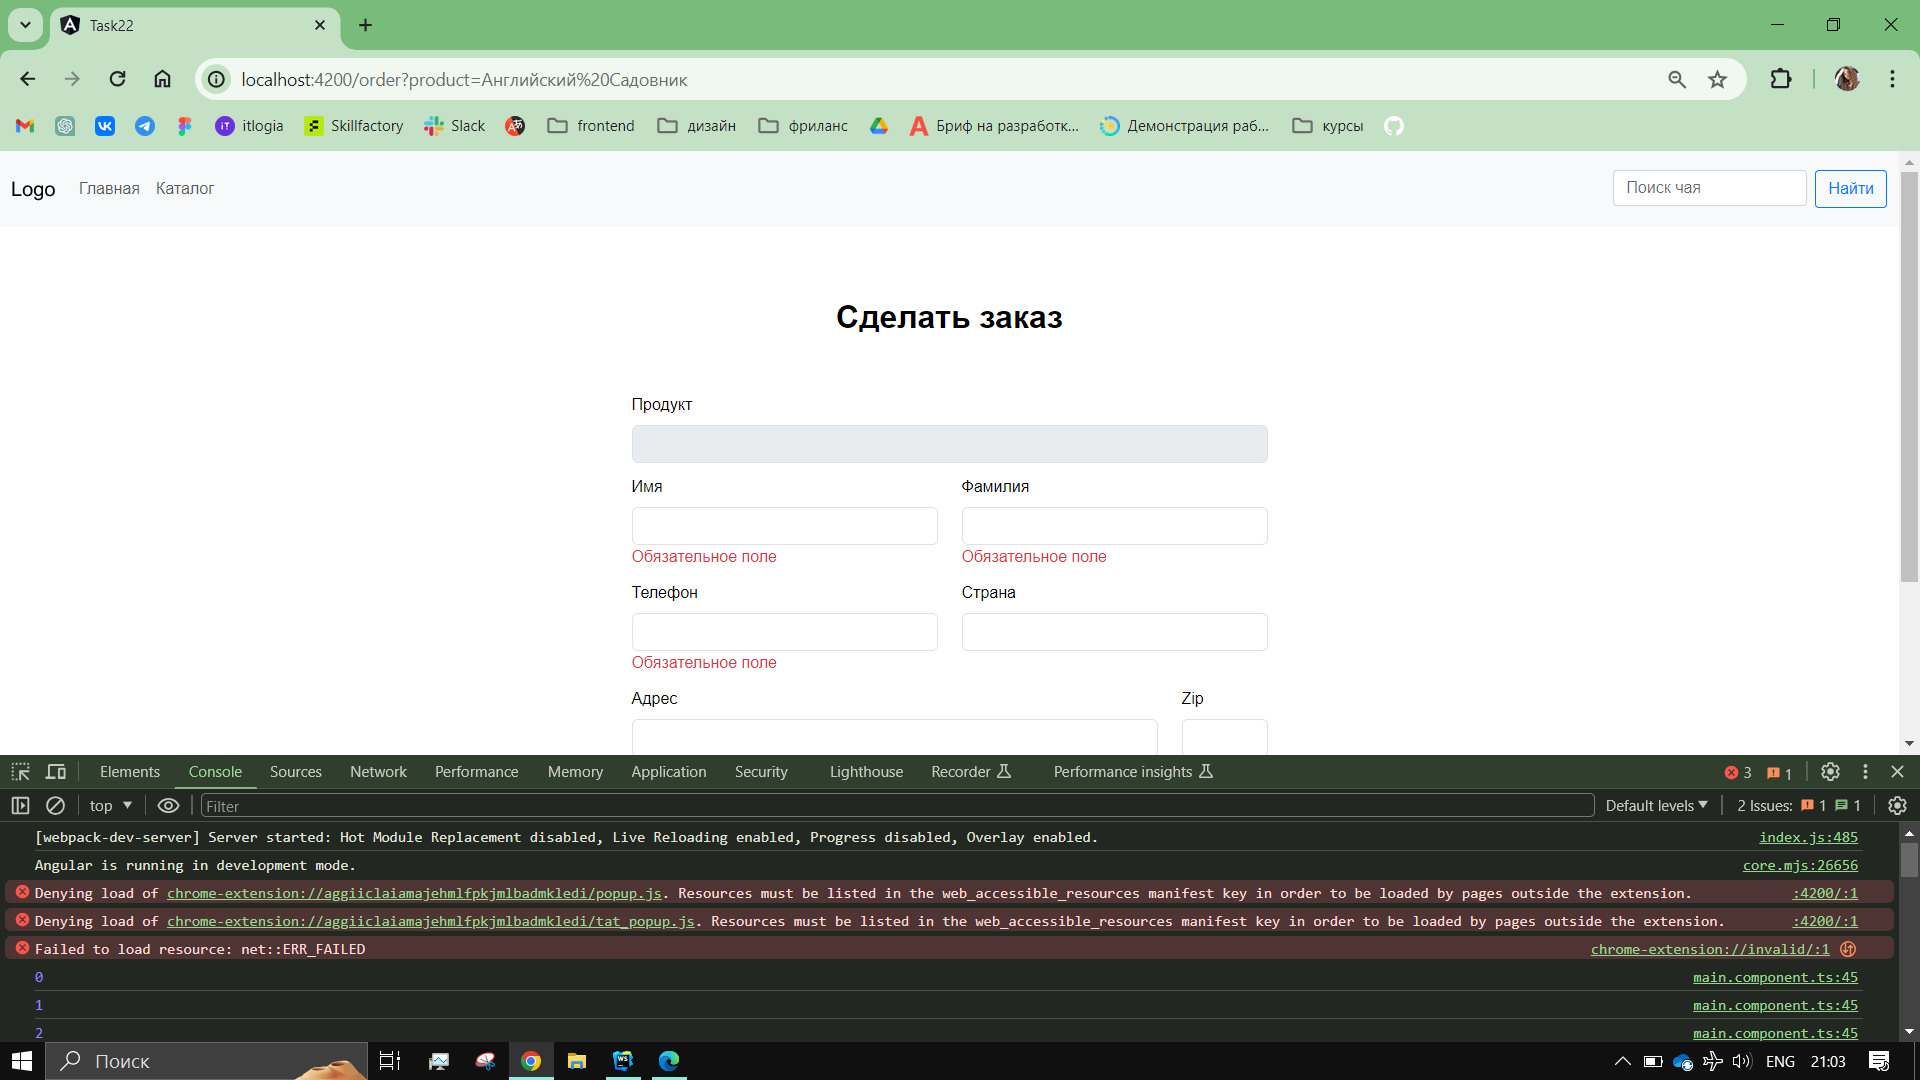 Task22
localhost:4200/order?product=Английский%20Садовник
itlogia
Skillfactory
Slack
frontend
дизайн
фриланс
Бриф на разработк...
Демонстрация раб...
курсы
Logo
Главная
Каталог
Поиск чая
Найти
Сделать заказ
Продукт
Имя
Фамилия
Обязательное поле
Обязательное поле
Телефон
Страна
Обязательное поле
Адрес
Zip
Elements
Console
Sources
Network
Performance
Memory
Application
Security
Lighthouse
Recorder
Performance insights
3
1
top
Filter
Default levels
2 Issues:
1
1
[webpack-dev-server] Server started: Hot Module Replacement disabled, Live Reloading enabled, Progress disabled, Overlay enabled.
index.js:485
Angular is running in development mode.
core.mjs:26656
Denying load of chrome-extension://aggiiclaiamajehmlfpkjmlbadmkledi/popup.js. Resources must be listed in the web_accessible_resources manifest key in order to be loaded by pages outside the extension.
:4200/:1
Denying load of chrome-extension://aggiiclaiamajehmlfpkjmlbadmkledi/tat_popup.js. Resources must be listed in the web_accessible_resources manifest key in order to be loaded by pages outside the extension.
:4200/:1
Failed to load resource: net::ERR_FAILED
chrome-extension://invalid/:1
0
main.component.ts:45
1
main.component.ts:45
2
main.component.ts:45
Поиск
ENG
21:03